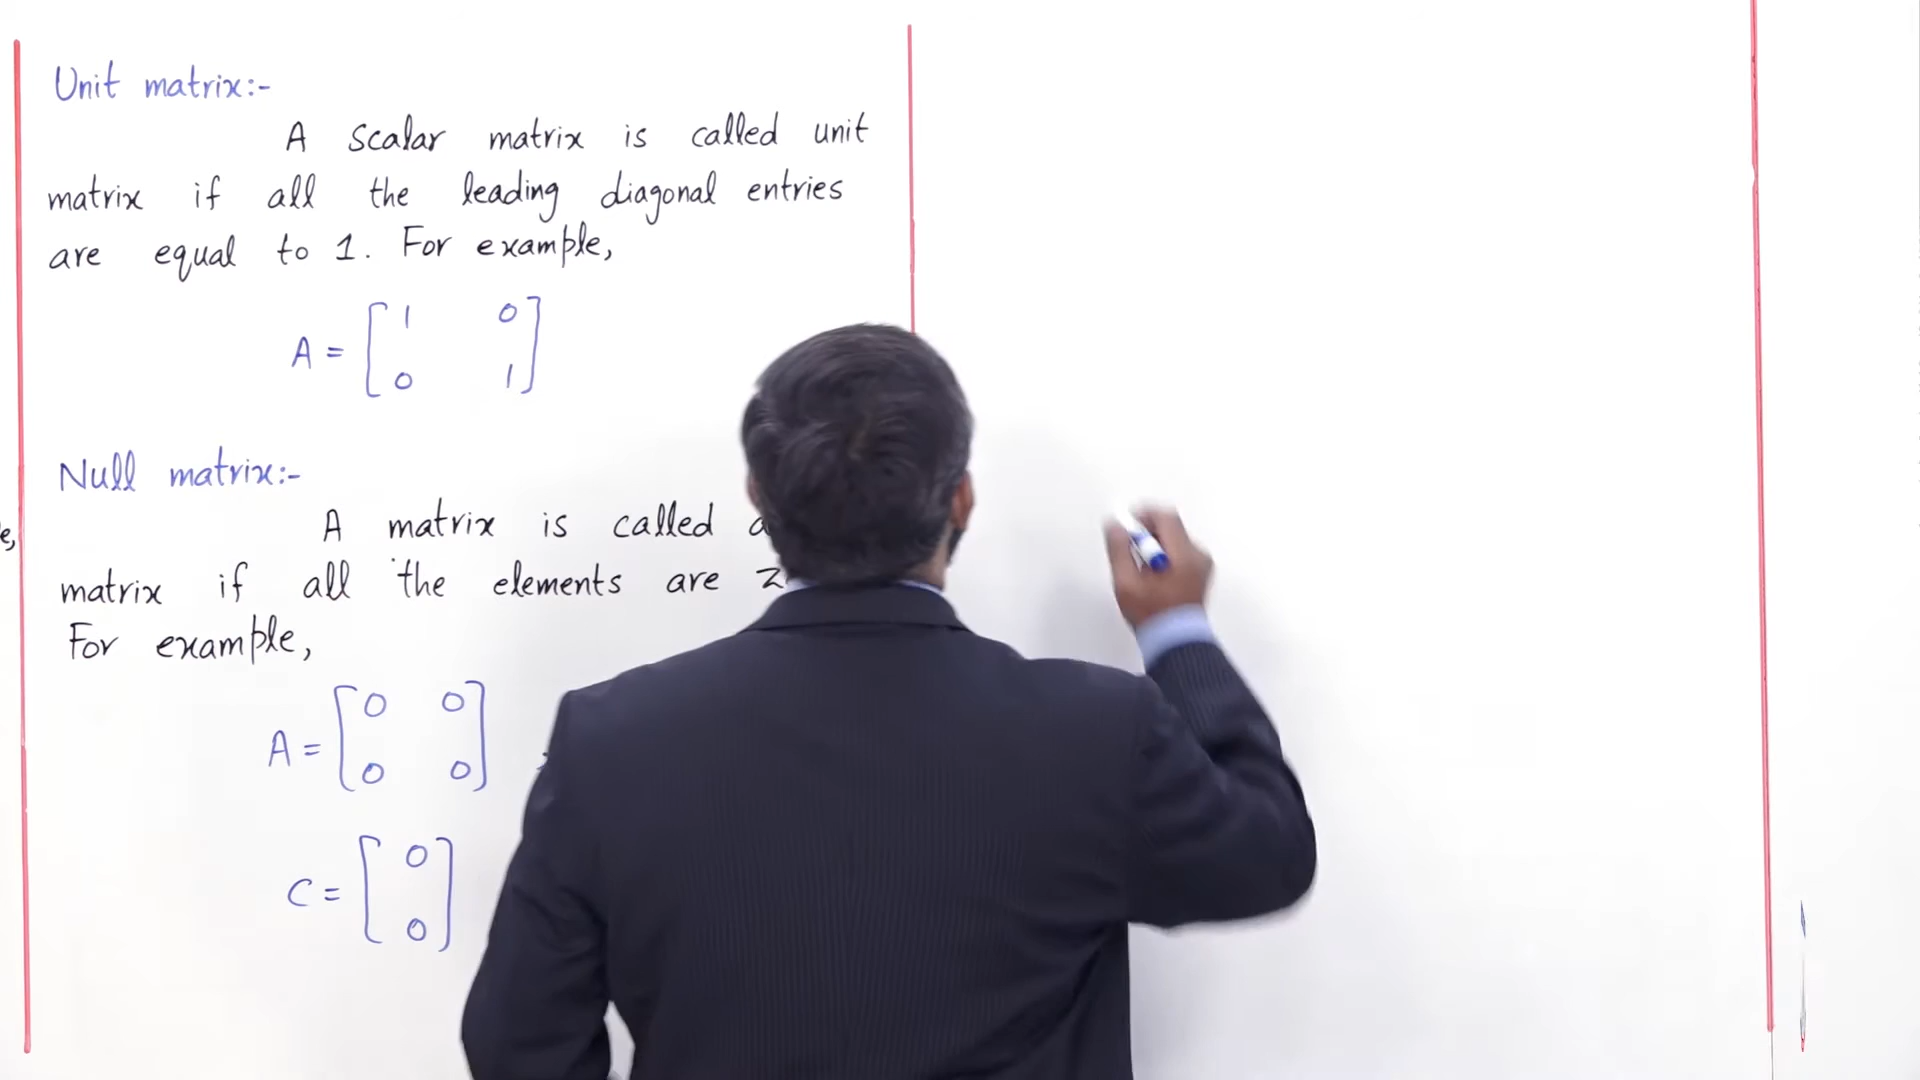 Unit matrix:-
A scalar matrix is called unit
matrix if all the leading diagonal entries
are equal to 1. For example,
A = [ 1 0
0 1 ]
Null matrix:-
e,
A matrix is called
matrix if all the elements are
For example,
A = [ 0 0
0 0 ]
C = [ 0
0 ]